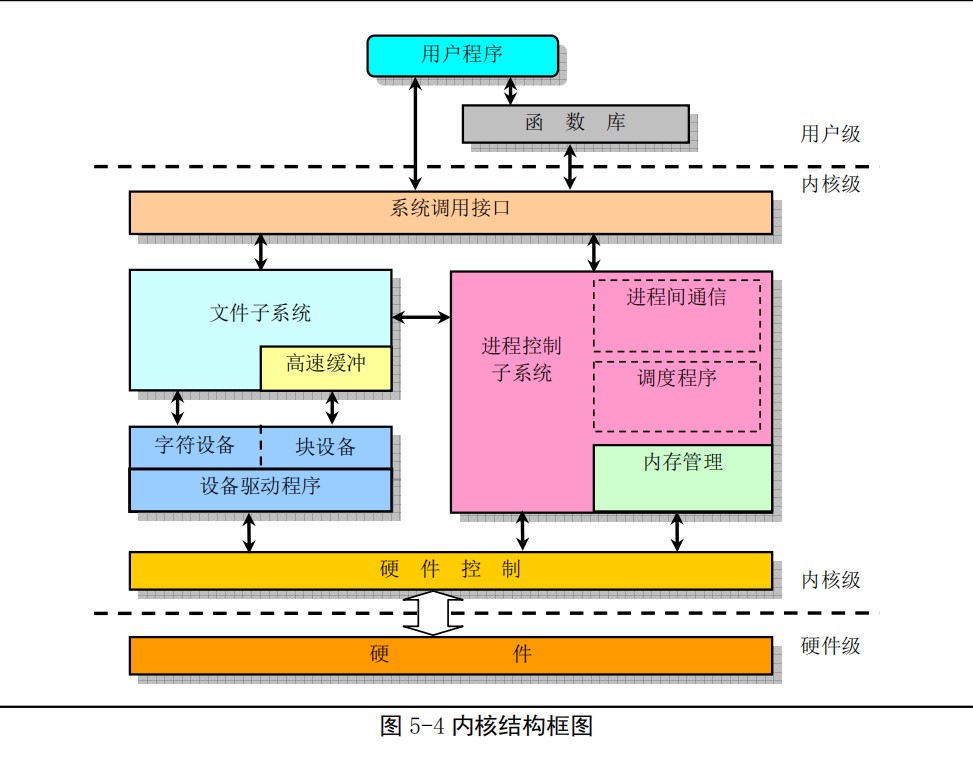 用户程序
函 数 库
用户级
内核级
系统调用接口
文件子系统
高速缓冲
进程控制
子系统
进程间通信
调度程序
内存管理
字符设备
块设备
设备驱动程序
硬 件 控 制
内核级
硬件级
硬 件
图 5-4 内核结构框图